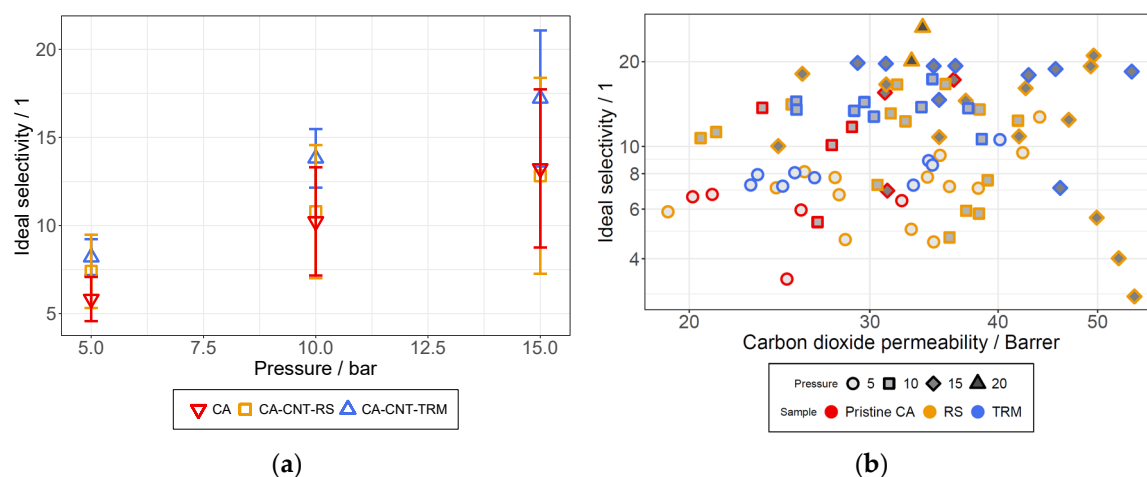 20
15
10
5
Ideal selectivity / 1
5.0 7.5 10.0 12.5 15.0
Pressure / bar
CA CA-CNT-RS CA-CNT-TRM
(a)
20
10
8
6
4
Ideal selectivity / 1
20 30 40 50
Carbon dioxide permeability / Barrer
Pressure 5 10 15 20
Sample Pristine CA RS TRM
(b)